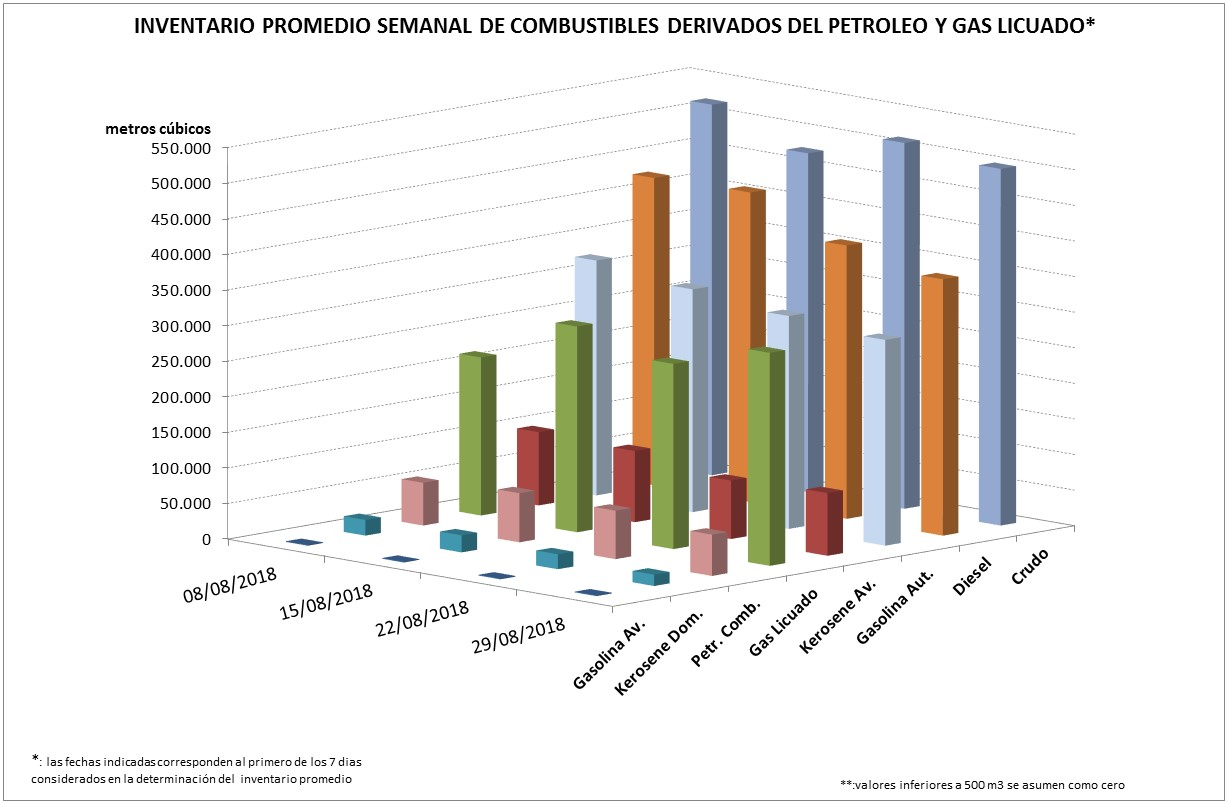 INVENTARIO PROMEDIO SEMANAL DE COMBUSTIBLES DERIVADOS DEL PETROLEO Y GAS LICUADO*
metros cúbicos
550.000
500.000
450.000
400.000
350.000
300.000
250.000
200.000
150.000
100.000
50.000
0
08/08/2018
15/08/2018
22/08/2018
29/08/2018
Gasolina Av.
Kerosene Dom.
Petr. Comb.
Gas Licuado
Kerosene Av.
Gasolina Aut.
Diesel
Crudo
*: las fechas indicadas corresponden al primero de los 7 dias
considerados en la determinación del inventario promedio
**:valores inferiores a 500 m3 se asumen como cero